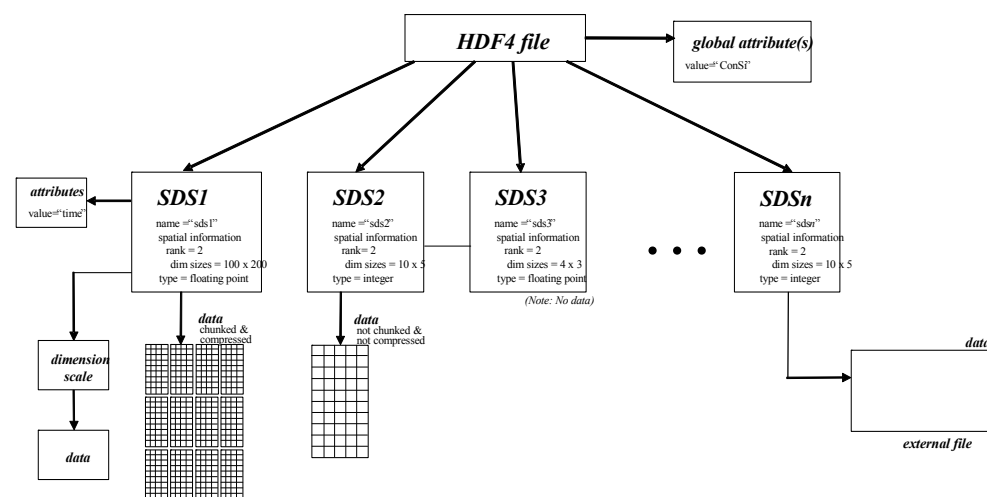 HDF4 file
global attribute(s)
value=“ConSi”
attributes
value=“time”
SDS1
name =“sds1”
spatial information
rank = 2
dim sizes = 100 x 200
type = floating point
SDS2
name =“sds2”
spatial information
rank = 2
dim sizes = 10 x 5
type = integer
SDS3
name =“sds3”
spatial information
rank = 2
dim sizes = 4 x 3
type = floating point
(Note: No data)
• • •
SDSn
name =“sdsn”
spatial information
rank = 2
dim sizes = 10 x 5
type = integer
data
chunked &
compressed
data
not chunked &
not compressed
dimension
scale
data
data
external file